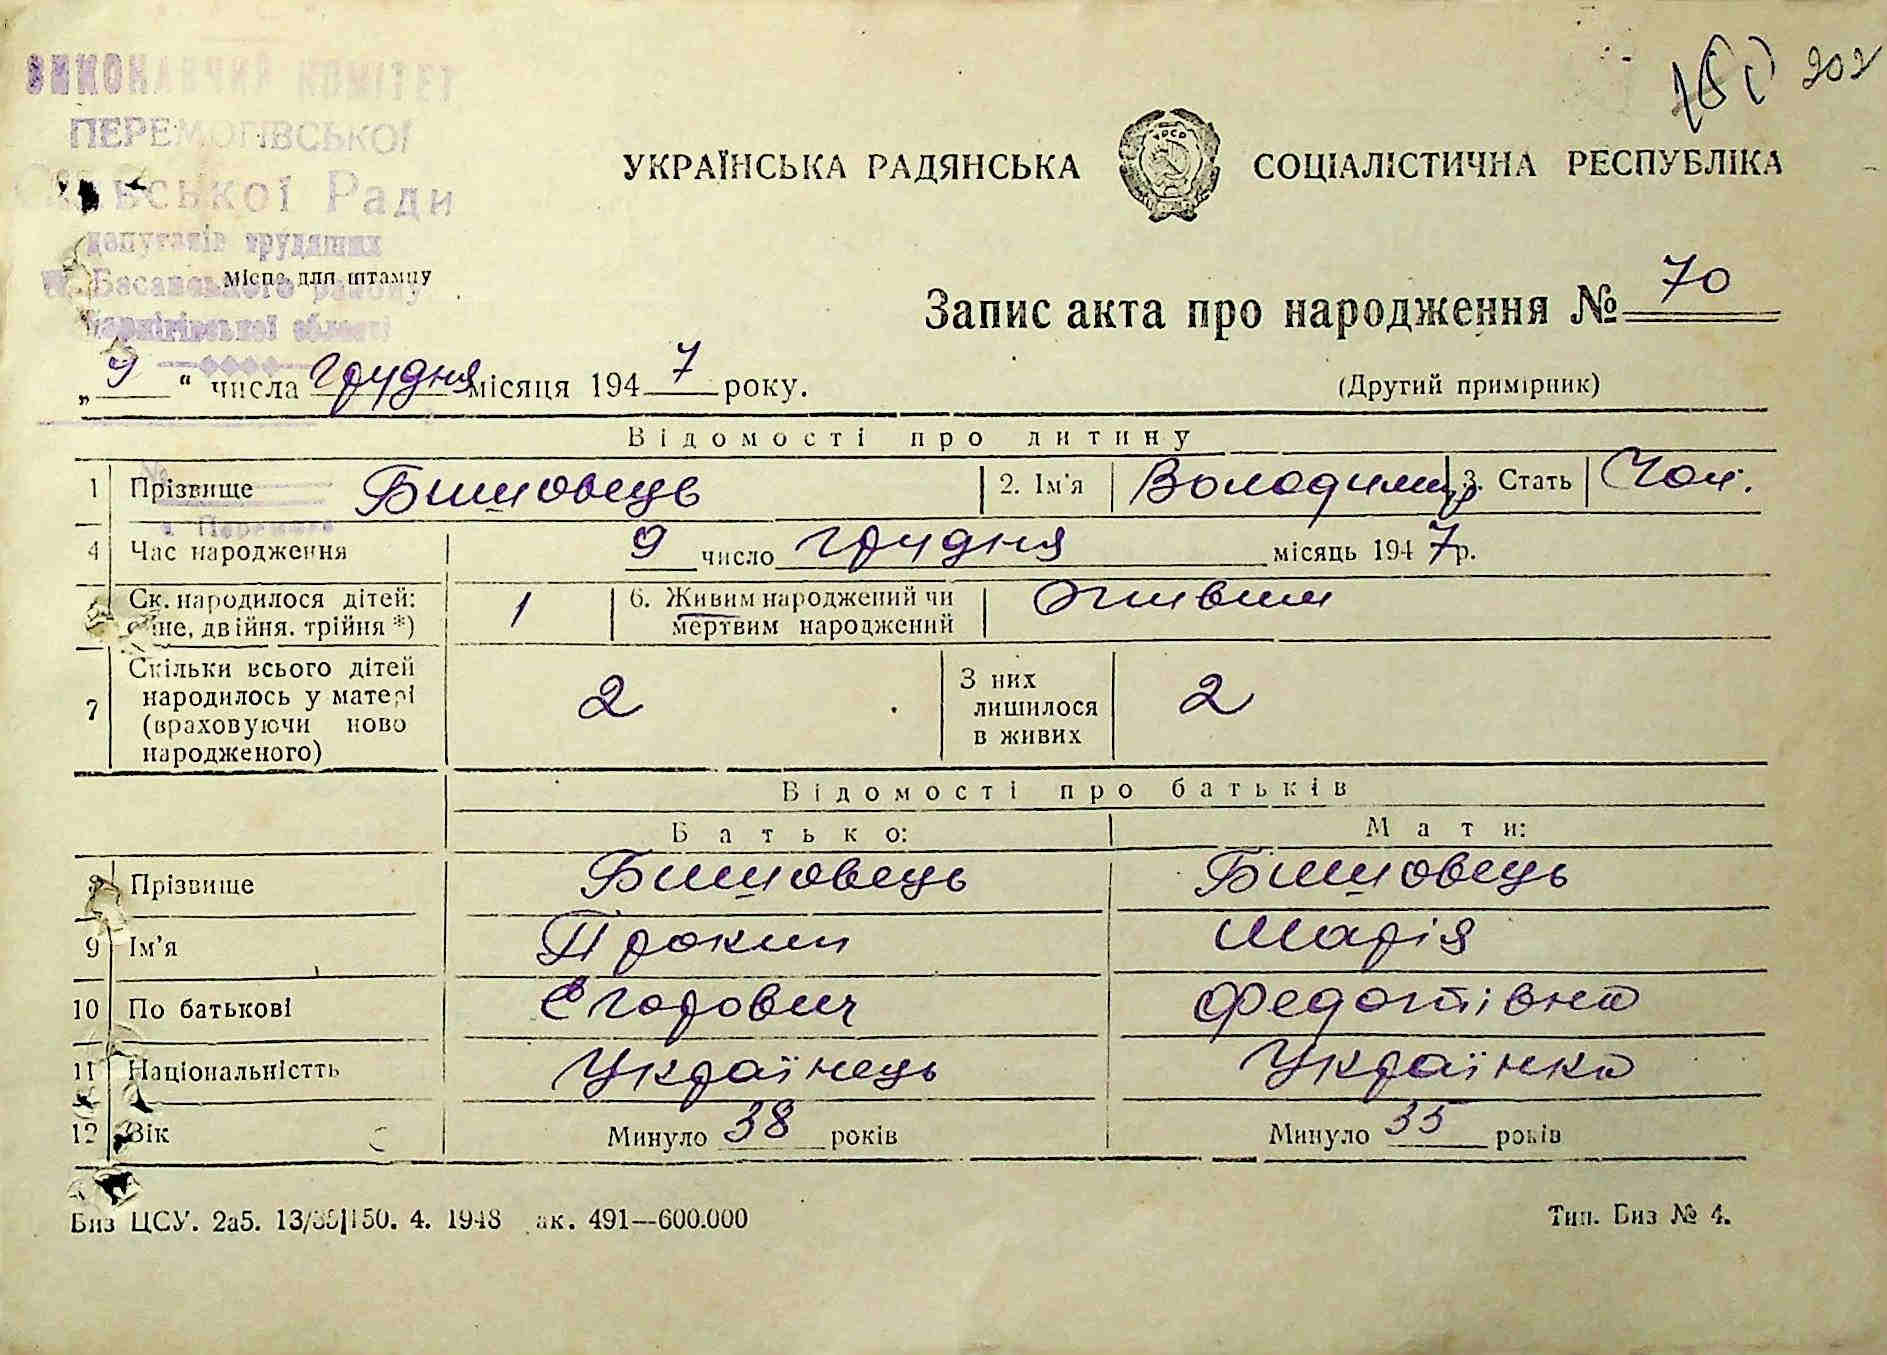 ВИКОНАВЧИЙ КОМІТЕТ
ПЕРЕМОГІВСЬКОЇ
Сільської Ради
депутатів трудящих
Н. Басанського району
Чернігівської області
Місце для штампу
202
УКРАЇНСЬКА РАДЯНСЬКА СОЦІАЛІСТИЧНА РЕСПУБЛІКА
Запис акта про народження № 70
„ 9 “ числа грудня місяця 1947 року.
(Другий примірник)
Відомості про дитину
1 Прізвище Бишовець 2. Ім'я Володимир 3. Стать Чол.
с. Перемога
4 Час народження 9 число грудня місяць 1947 р.
Ск. народилося дітей: 1 6. Живим народжений чи Живим
одне, двійня, трійня *) мертвим народжений
7 Скільки всього дітей народилось у матері (враховуючи ново народженого) 2 З них лишилося в живих 2
Відомості про батьків
Батько: Мати:
8 Прізвище Бишовець Бишовець
9 Ім'я Прокип Марія
10 По батькові Єгорович Федотівна
11 Національністть Українець Українка
12 Вік Минуло 38 років Минуло 35 років
Биз ЦСУ. 2а5. 13/ 150. 4. 1948 ак. 491—600.000
Тип. Биз № 4.